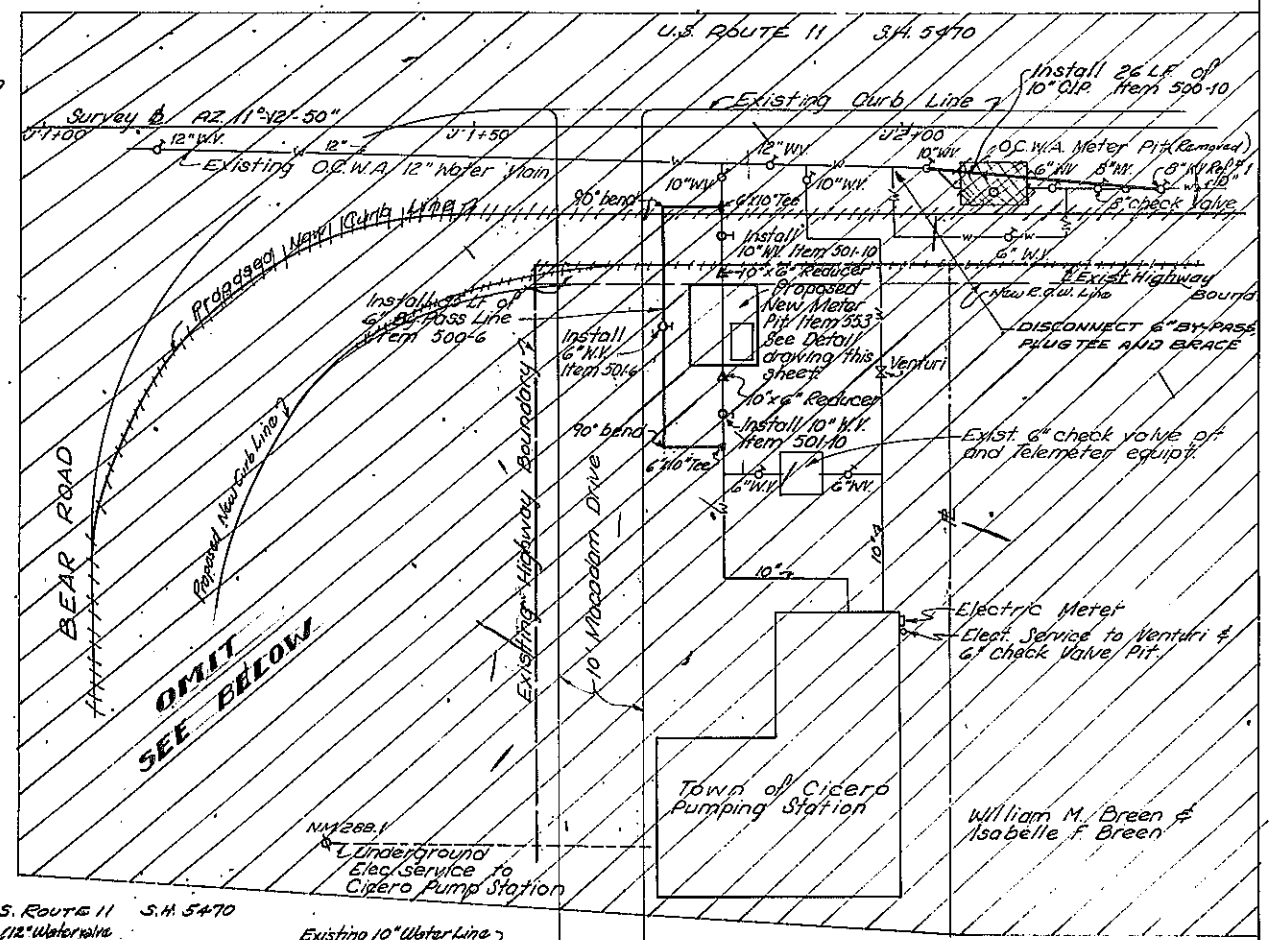 U.S. ROUTE 11 S.H. 5470
Install 26 L.F. of
10" C.I.P. Item 500-10
Existing Curb Line
Survey ⅊ AZ 11°-12'-50"
J 1+00
J 1+50
J 2+00
12" W.V.
12"
Existing O.C.W.A. 12" Water Main
12" W.V.
10" W.V.
10" W.V.
10" W.V.
O.C.W.A. Meter Pit (Removed)
6" W.V.
8" W.V.
10"
8" check valve
6" W.V.
90° bend
6"x10" Tee
Install
10" W.V. Item 501-10
10"x6" Reducer
Proposed New Curb Line
Exist Highway
Bound
New R.O.W. Line
DISCONNECT 6" BY-PASS,
PLUG TEE AND BRACE
6" By-Pass Line
Item 500-6
Install
6" W.V.
Item 501-6
Proposed
New Meter
Pit Item 553
See Detail
drawing this
sheet.
Venturi
10"x6" Reducer
Install 10" W.V.
Item 501-10
90° bend
6"x10" Tee
Exist. 6" check valve pit
and Telemeter equipt.
6" W.V.
6" W.V.
BEAR ROAD
Proposed New Curb Line
Existing Highway Boundary
10' Macadam Drive
10"
10"
OMIT
SEE BELOW
Electric Meter
Elect. Service to Venturi &
6" check Valve Pit.
Town of Cicero
Pumping Station
William M. Breen &
Isabelle F. Breen
NM 289.1
Underground
Elec. service to
Cicero Pump Station
S. ROUTE 11 S.H. 5470
Existing 10" Water Line